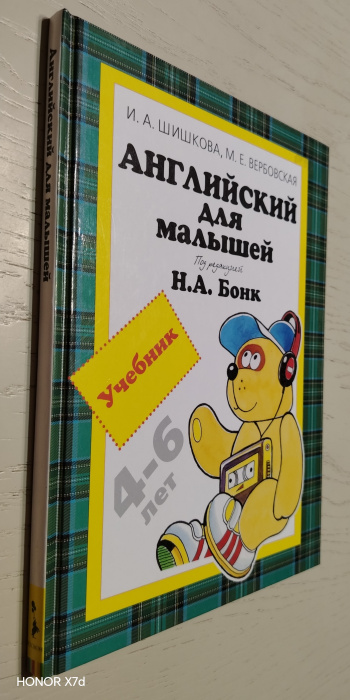 И. А. ШИШКОВА, М. Е. ВЕРБОВСКАЯ
АНГЛИЙСКИЙ
ДЛЯ
МАЛЫШЕЙ
Под редакцией
Н.А. Бонк
Учебник
4-6
лет
Английский для малышей
HONOR X7d